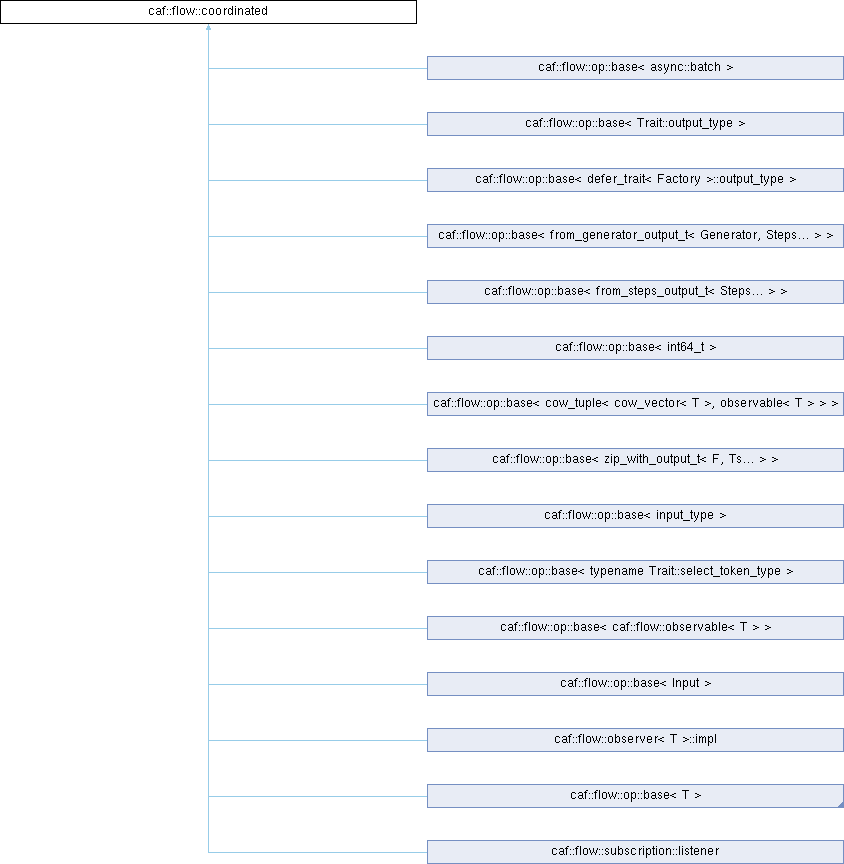 caf::flow::coordinated
caf::flow::op::base< async::batch >
caf::flow::op::base< Trait::output_type >
caf::flow::op::base< defer_trait< Factory >::output_type >
caf::flow::op::base< from_generator_output_t< Generator, Steps... > >
caf::flow::op::base< from_steps_output_t< Steps... > >
caf::flow::op::base< int64_t >
caf::flow::op::base< cow_tuple< cow_vector< T >, observable< T > > >
caf::flow::op::base< zip_with_output_t< F, Ts... > >
caf::flow::op::base< input_type >
caf::flow::op::base< typename Trait::select_token_type >
caf::flow::op::base< caf::flow::observable< T > >
caf::flow::op::base< Input >
caf::flow::observer< T >::impl
caf::flow::op::base< T >
caf::flow::subscription::listener